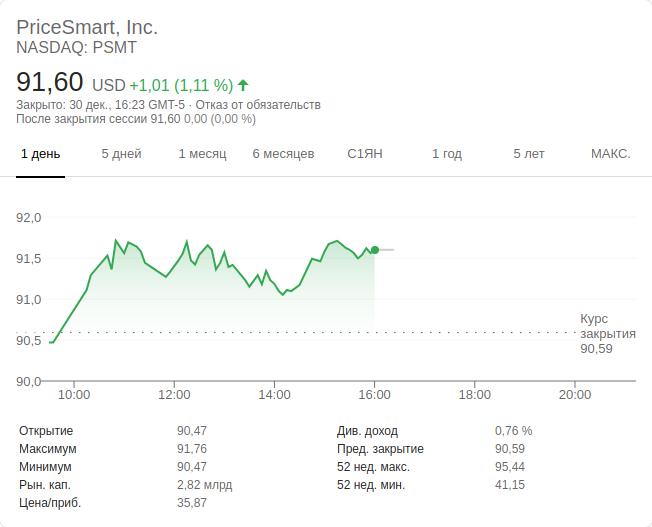 PriceSmart, Inc.
NASDAQ: PSMT
91,60 USD +1,01 (1,11 %)
Закрыто: 30 дек., 16:23 GMT-5 · Отказ от обязательств
После закрытия сессии 91,60 0,00 (0,00 %)
1 день 5 дней 1 месяц 6 месяцев С1ЯН 1 год 5 лет МАКС.
92,0
91,5
91,0
Курс
закрытия
90,59
90,5
90,0
10:00 12:00 14:00 16:00 18:00 20:00
Открытие 90,47 Див. доход 0,76 %
Максимум 91,76 Пред. закрытие 90,59
Минимум 90,47 52 нед. макс. 95,44
Рын. кап. 2,82 млрд 52 нед. мин. 41,15
Цена/приб. 35,87